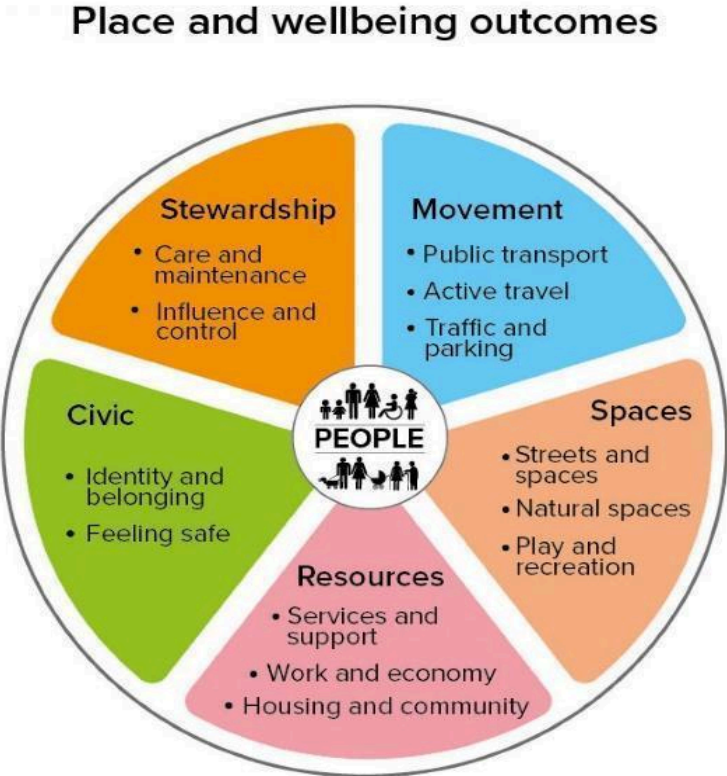 Place and wellbeing outcomes
Stewardship
• Care and
maintenance
• Influence and
control
Movement
• Public transport
• Active travel
• Traffic and
parking
Civic
• Identity and
belonging
• Feeling safe
PEOPLE
Spaces
• Streets and
spaces
• Natural spaces
• Play and
recreation
Resources
• Services and
support
• Work and economy
• Housing and community